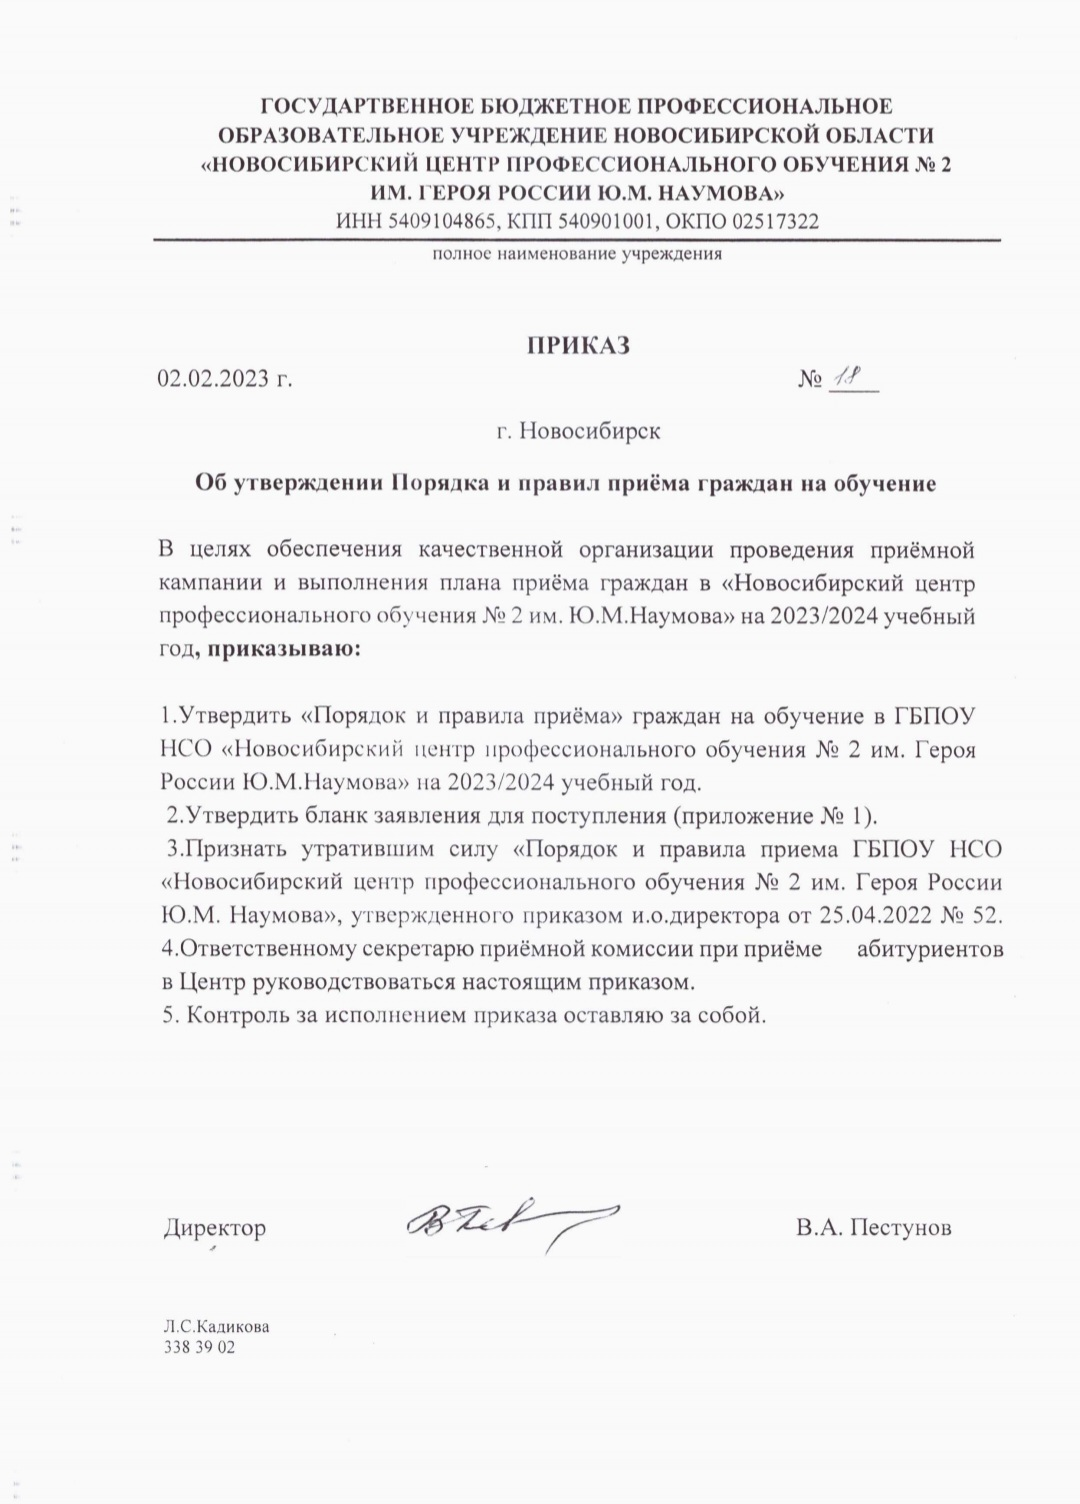 ГОСУДАРТВЕННОЕ БЮДЖЕТНОЕ ПРОФЕССИОНАЛЬНОЕ
ОБРАЗОВАТЕЛЬНОЕ УЧРЕЖДЕНИЕ НОВОСИБИРСКОЙ ОБЛАСТИ
«НОВОСИБИРСКИЙ ЦЕНТР ПРОФЕССИОНАЛЬНОГО ОБУЧЕНИЯ № 2
ИМ. ГЕРОЯ РОССИИ Ю.М. НАУМОВА»
ИНН 5409104865, КПП 540901001, ОКПО 02517322
полное наименование учреждения
ПРИКАЗ
02.02.2023 г. № 18
г. Новосибирск
Об утверждении Порядка и правил приёма граждан на обучение
В целях обеспечения качественной организации проведения приёмной
кампании и выполнения плана приёма граждан в «Новосибирский центр
профессионального обучения № 2 им. Ю.М.Наумова» на 2023/2024 учебный
год, приказываю:
1.Утвердить «Порядок и правила приёма» граждан на обучение в ГБПОУ
НСО «Новосибирский центр профессионального обучения № 2 им. Героя
России Ю.М.Наумова» на 2023/2024 учебный год.
2.Утвердить бланк заявления для поступления (приложение № 1).
3.Признать утратившим силу «Порядок и правила приема ГБПОУ НСО
«Новосибирский центр профессионального обучения № 2 им. Героя России
Ю.М. Наумова», утвержденного приказом и.о.директора от 25.04.2022 № 52.
4.Ответственному секретарю приёмной комиссии при приёме абитуриентов
в Центр руководствоваться настоящим приказом.
5. Контроль за исполнением приказа оставляю за собой.
Директор В.А. Пестунов
Л.С.Кадикова
338 39 02